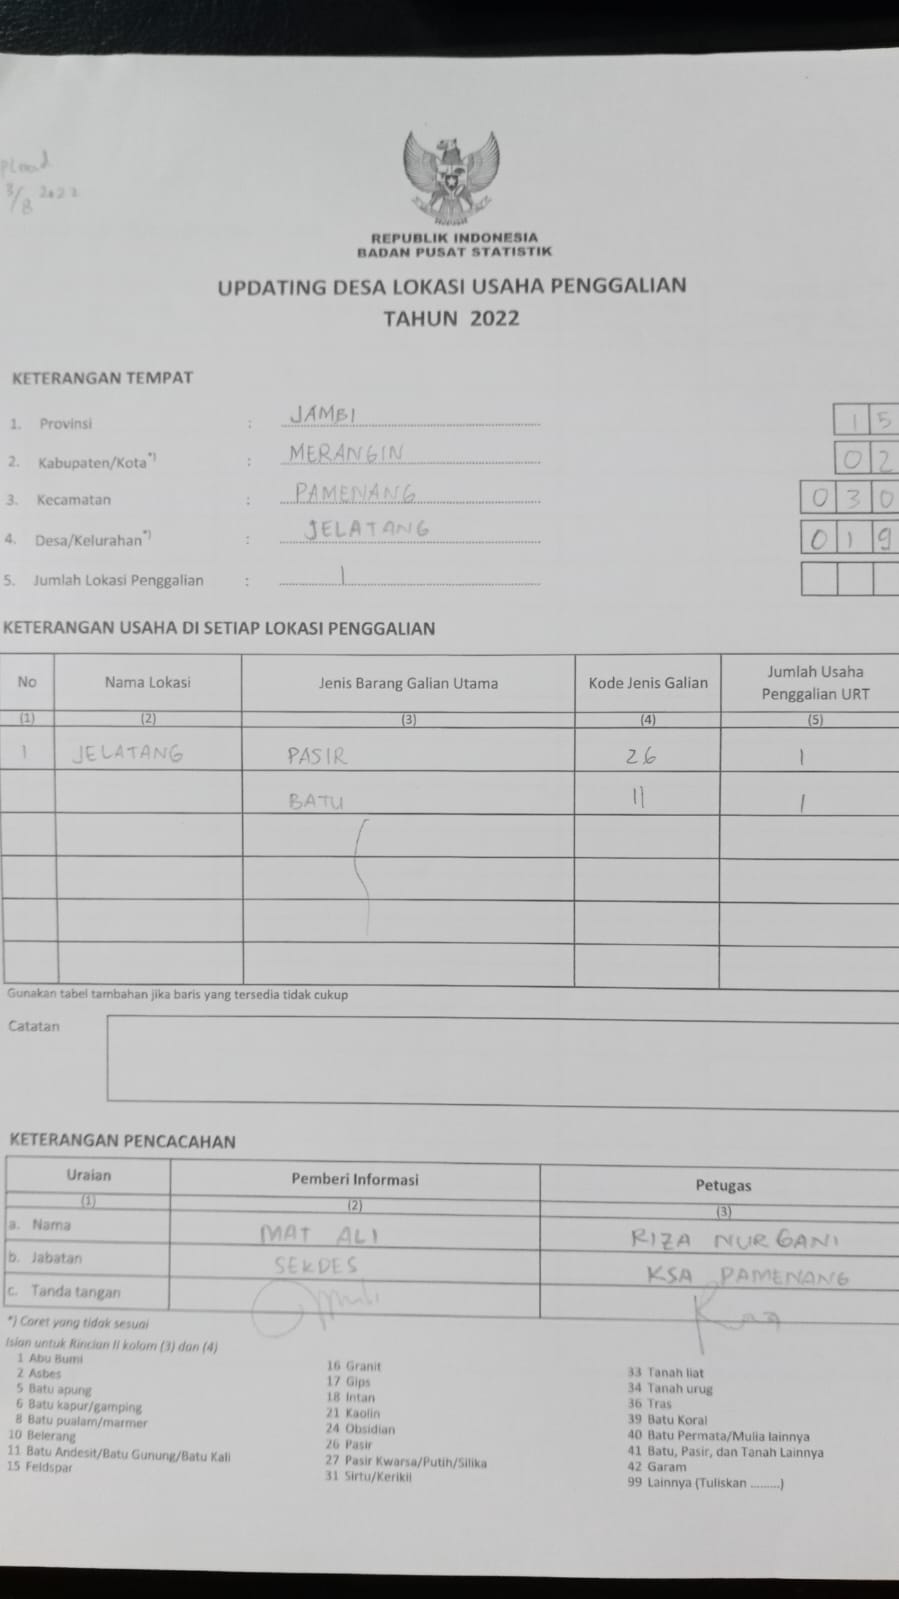 3/8 2022
REPUBLIK INDONESIA
BADAN PUSAT STATISTIK
UPDATING DESA LOKASI USAHA PENGGALIAN
TAHUN 2022
KETERANGAN TEMPAT
1. Provinsi : JAMBI 1 5
2. Kabupaten/Kota*) : MERANGIN 0 2
3. Kecamatan : PAMENANG 0 3 0
4. Desa/Kelurahan*) : JELATANG 0 1 9
5. Jumlah Lokasi Penggalian : 1
KETERANGAN USAHA DI SETIAP LOKASI PENGGALIAN
No Nama Lokasi Jenis Barang Galian Utama Kode Jenis Galian Jumlah Usaha Penggalian URT
(1) (2) (3) (4) (5)
1 JELATANG PASIR 26 1
BATU 11 1
Gunakan tabel tambahan jika baris yang tersedia tidak cukup
Catatan
KETERANGAN PENCACAHAN
Uraian Pemberi Informasi Petugas
(1) (2) (3)
a. Nama MAT ALI RIZA NURGANI
b. Jabatan SEKDES KSA PAMENANG
c. Tanda tangan
*) Coret yang tidak sesuai
Isian untuk Rincian II kolom (3) dan (4)
1 Abu Bumi 16 Granit 33 Tanah liat
2 Asbes 17 Gips 34 Tanah urug
5 Batu apung 18 Intan 36 Tras
6 Batu kapur/gamping 21 Kaolin 39 Batu Koral
8 Batu pualam/marmer 24 Obsidian 40 Batu Permata/Mulia lainnya
10 Belerang 26 Pasir 41 Batu, Pasir, dan Tanah Lainnya
11 Batu Andesit/Batu Gunung/Batu Kali 27 Pasir Kwarsa/Putih/Silika 42 Garam
15 Feldspar 31 Sirtu/Kerikil 99 Lainnya (Tuliskan .........)